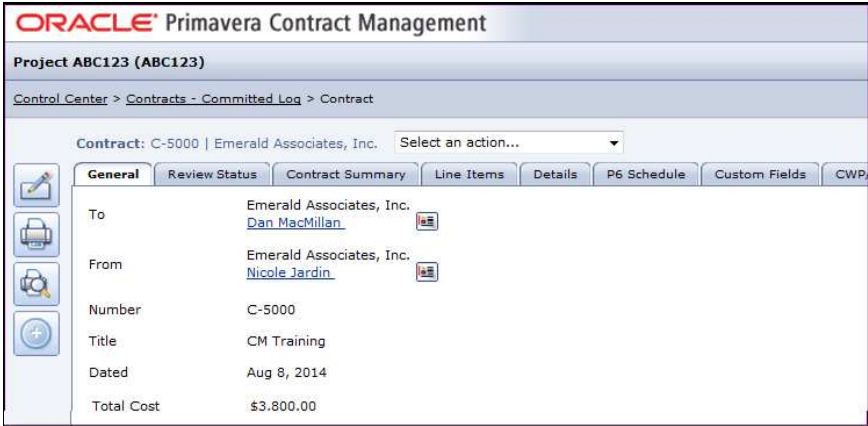 ORACLE® Primavera Contract Management
Project ABC123 (ABC123)
Control Center > Contracts - Committed Log > Contract
Contract: C-5000 | Emerald Associates, Inc. Select an action...
General Review Status Contract Summary Line Items Details P6 Schedule Custom Fields CWP/
To Emerald Associates, Inc.
Dan MacMillan
From Emerald Associates, Inc.
Nicole Jardin
Number C-5000
Title CM Training
Dated Aug 8, 2014
Total Cost $3.800.00